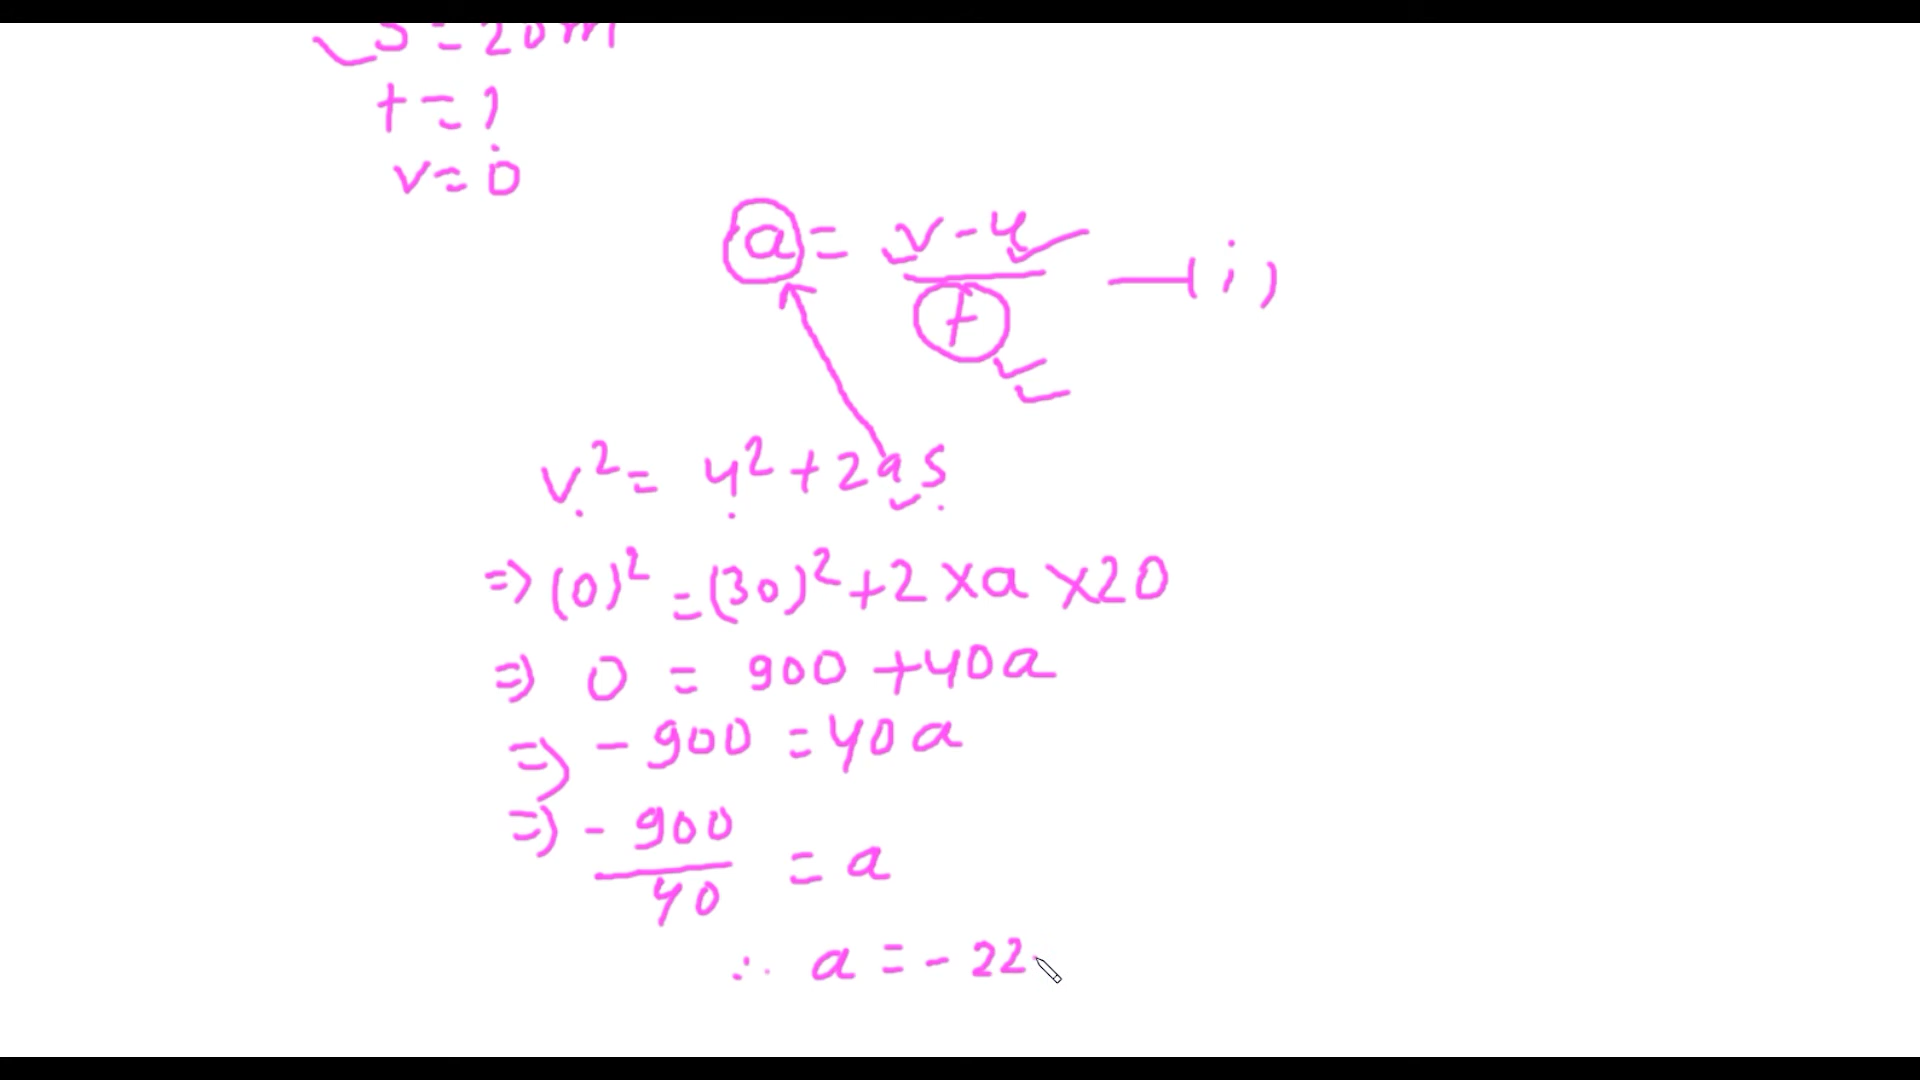 S = 20m
t = ?
v = 0
a = v - u / t —(i)
v² = u² + 2as
⇒ (0)² = (30)² + 2 × a × 20
⇒ 0 = 900 + 40a
⇒ - 900 = 40a
⇒ - 900 / 40 = a
∴ a = - 22